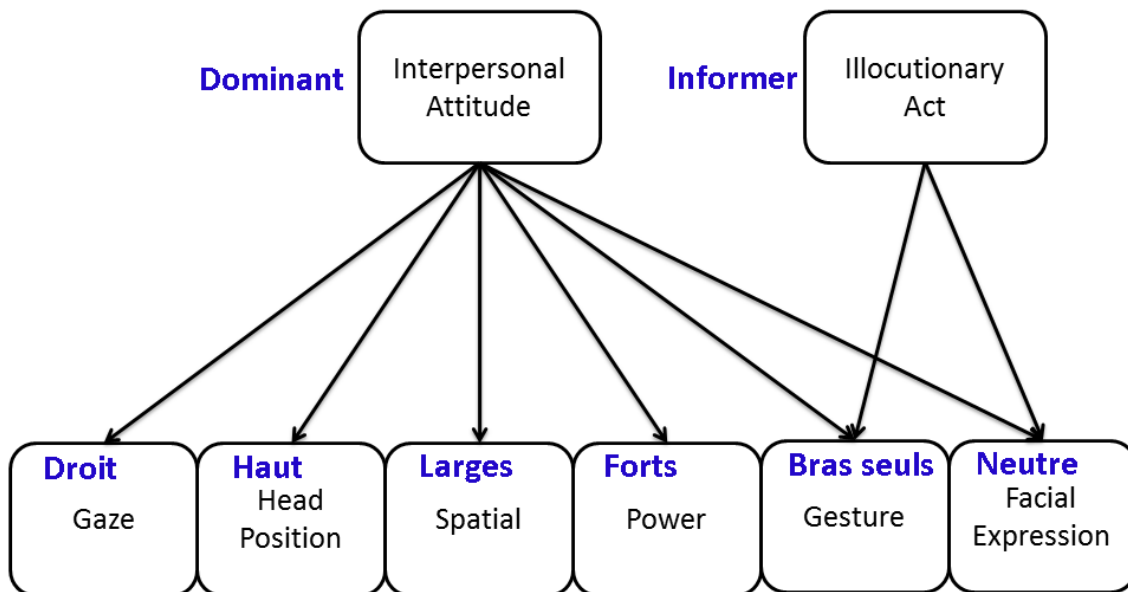 Dominant
Interpersonal
Attitude
Informer
Illocutionary
Act
Droit
Gaze
Haut
Head
Position
Larges
Spatial
Forts
Power
Bras seuls
Gesture
Neutre
Facial
Expression